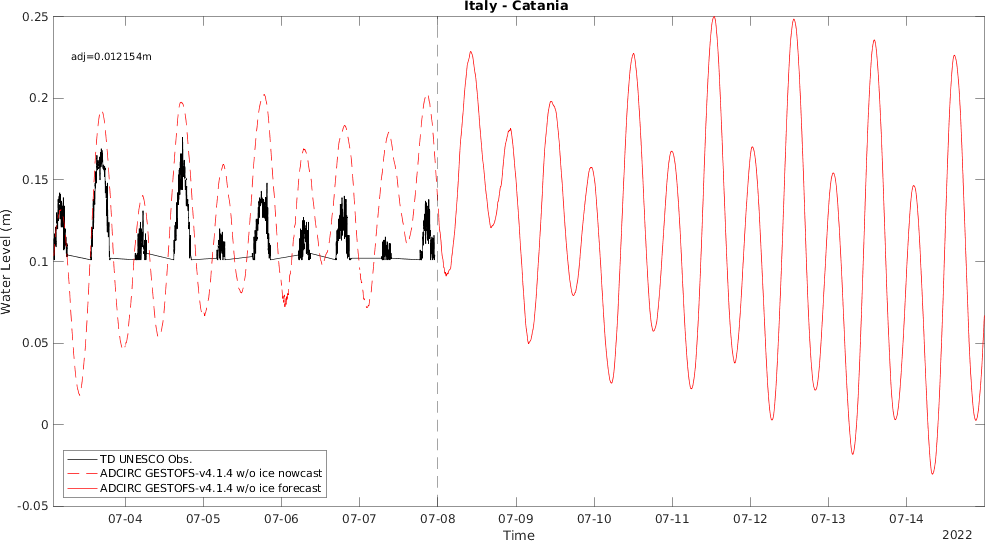 Italy - Catania
adj=0.012154m
0.25
0.2
0.15
0.1
0.05
0
-0.05
Water Level (m)
TD UNESCO Obs.
ADCIRC GESTOFS-v4.1.4 w/o ice nowcast
ADCIRC GESTOFS-v4.1.4 w/o ice forecast
07-04 07-05 07-06 07-07 07-08 07-09 07-10 07-11 07-12 07-13 07-14
Time
2022